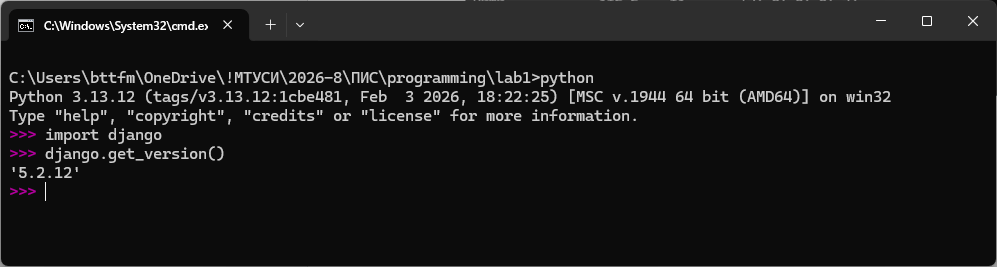 C:\Windows\System32\cmd.ex
C:\Users\bttfm\OneDrive\!МТУСИ\2026-8\ПИС\programming\lab1>python
Python 3.13.12 (tags/v3.13.12:1cbe481, Feb  3 2026, 18:22:25) [MSC v.1944 64 bit (AMD64)] on win32
Type "help", "copyright", "credits" or "license" for more information.
>>> import django
>>> django.get_version()
'5.2.12'
>>>